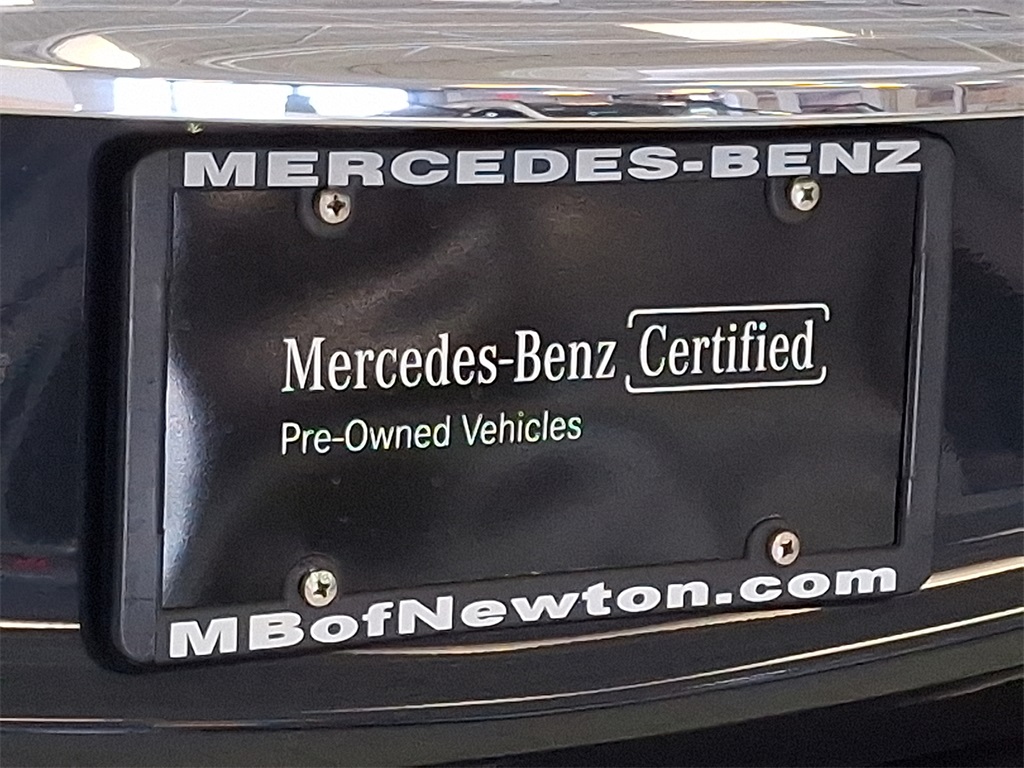 MERCEDES-BENZ
Mercedes-Benz Certified
Pre-Owned Vehicles
MBofNewton.com